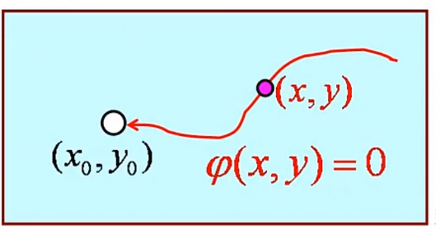 (x, y)
(x₀, y₀)
φ(x, y) = 0